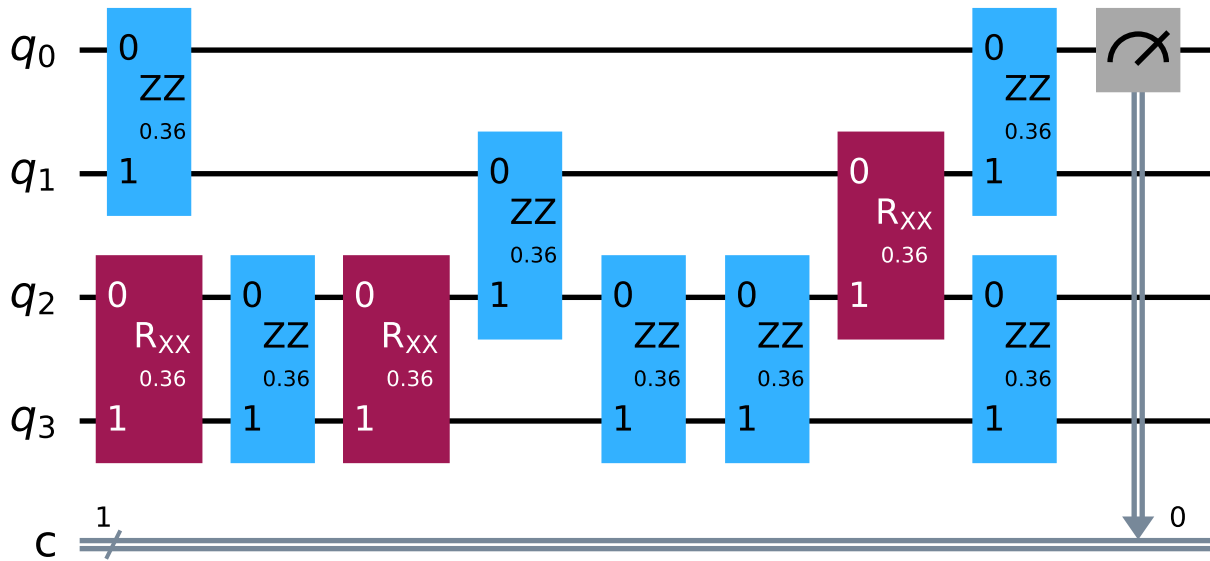 q0 0 0
ZZ ZZ
0.36 0.36
q1 1 0 0 1
ZZ RXX
0.36 0.36
q2 0 0 0 1 0 0 1 0
RXX ZZ RXX ZZ ZZ ZZ
0.36 0.36 0.36 0.36 0.36 0.36
q3 1 1 1 1 1 1
1 0
c